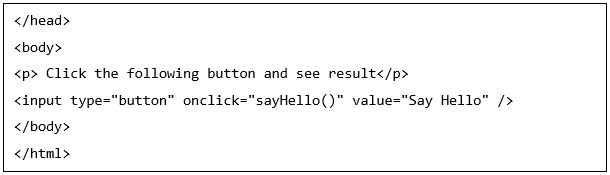 </head>
<body>
<p> Click the following button and see result</p>
<input type="button" onclick="sayHello()" value="Say Hello" />
</body>
</html>